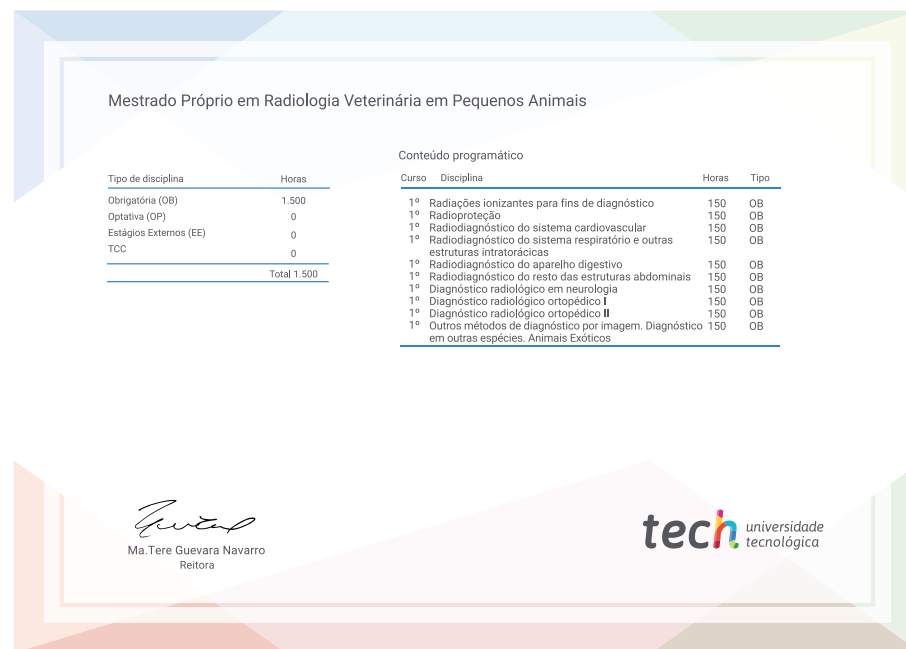 Mestrado Próprio em Radiologia Veterinária em Pequenos Animais
Tipo de disciplina Horas
Obrigatória (OB) 1.500
Optativa (OP) 0
Estágios Externos (EE) 0
TCC 0
Total 1.500
Conteúdo programático
Curso Disciplina Horas Tipo
1º Radiações ionizantes para fins de diagnóstico 150 OB
1º Radioproteção 150 OB
1º Radiodiagnóstico do sistema cardiovascular 150 OB
1º Radiodiagnóstico do sistema respiratório e outras 150 OB
estruturas intratorácicas
1º Radiodiagnóstico do aparelho digestivo 150 OB
1º Radiodiagnóstico do resto das estruturas abdominais 150 OB
1º Diagnóstico radiológico em neurologia 150 OB
1º Diagnóstico radiológico ortopédico I 150 OB
1º Diagnóstico radiológico ortopédico II 150 OB
1º Outros métodos de diagnóstico por imagem. Diagnóstico 150 OB
em outras espécies. Animais Exóticos
Ma.Tere Guevara Navarro
Reitora
tech universidade
tecnológica